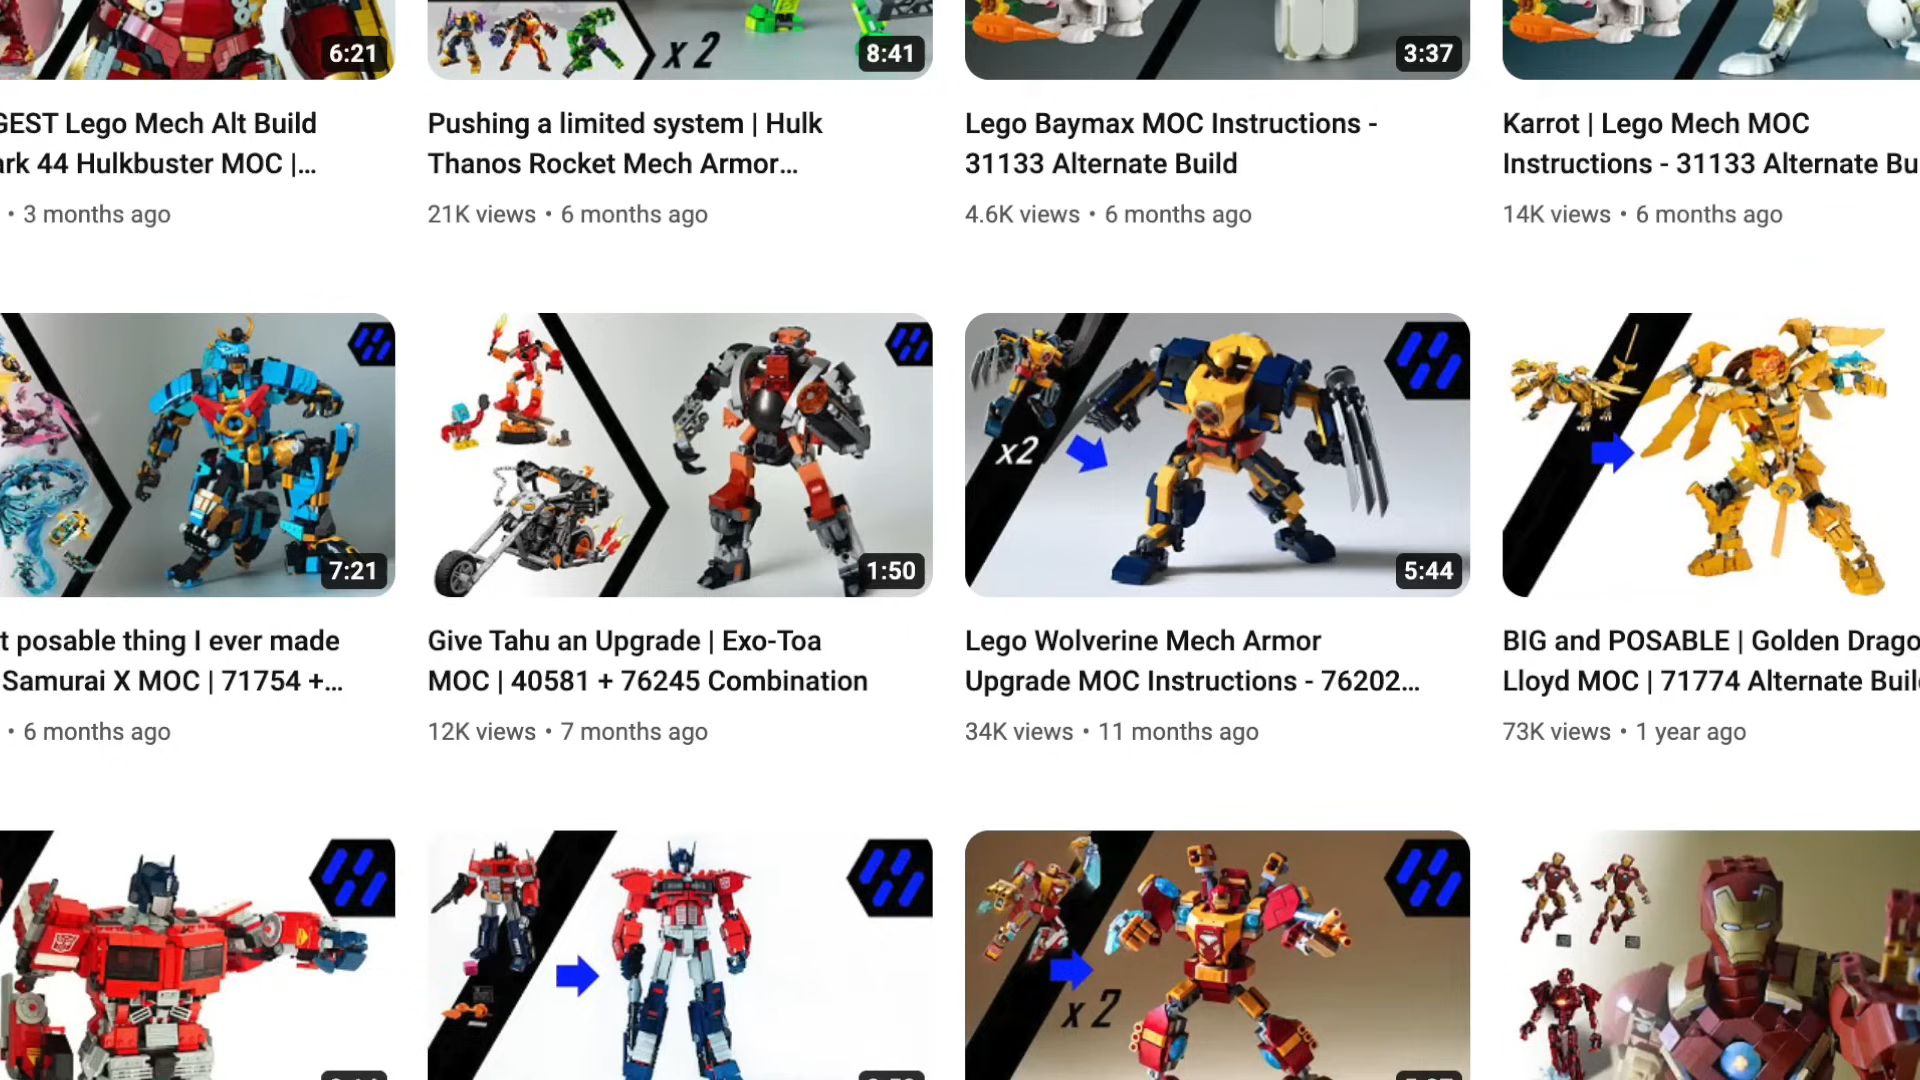 6:21
x 2
8:41
3:37
GEST Lego Mech Alt Build
ark 44 Hulkbuster MOC |...
• 3 months ago
Pushing a limited system | Hulk
Thanos Rocket Mech Armor...
21K views • 6 months ago
Lego Baymax MOC Instructions -
31133 Alternate Build
4.6K views • 6 months ago
Karrot | Lego Mech MOC
Instructions - 31133 Alternate Bu
14K views • 6 months ago
7:21
1:50
x2
5:44
t posable thing I ever made
Samurai X MOC | 71754 +...
• 6 months ago
Give Tahu an Upgrade | Exo-Toa
MOC | 40581 + 76245 Combination
12K views • 7 months ago
Lego Wolverine Mech Armor
Upgrade MOC Instructions - 76202...
34K views • 11 months ago
BIG and POSABLE | Golden Drago
Lloyd MOC | 71774 Alternate Buil
73K views • 1 year ago
x 2